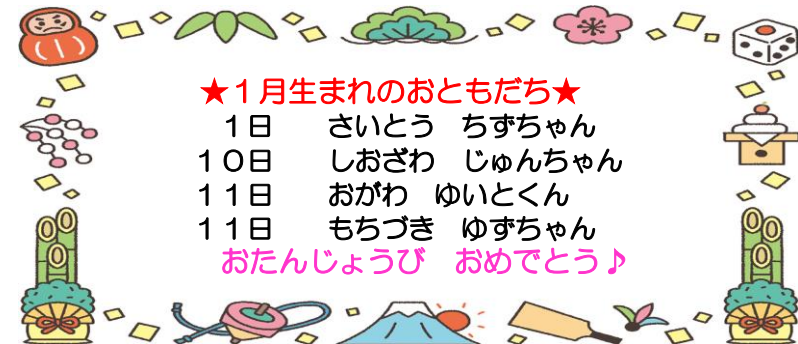 ★１月生まれのおともだち★
１日　　さいとう　ちずちゃん
１０日　　しおざわ　じゅんちゃん
１１日　　おがわ　ゆいとくん
１１日　　もちづき　ゆずちゃん
おたんじょうび　おめでとう♪